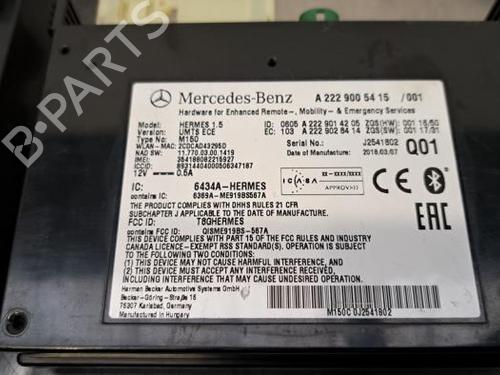 Mercedes-Benz A 222 900 54 15 /001
Hardware for Enhanced Remote-, Mobility- & Emergency Services
Model: HERMES 1.5 ID: 0605 A 222 901 42 05 ZGS(HW): 001 16/50
Version: UMTS ECE EC: 103 A 222 902 84 14 ZGS(SW): 001 17/31
Type No: M150 Serial No.: J2541802
WLAN-MAC: 2CDCAD43295D Date of Manufacture: 2018.03.07 Q01
NAD SW: 11.770.03.00.1419
IMEI: 354188082215927
ICCID: 89314404000506347187
12V 0.5A
ICASA XX-XXXX/XXXX
APPROVED
CE
IC: 6434A-HERMES
contains IC: 6369A-ME919BS567A
THE PRODUCT COMPLIES WITH DHHS RULES 21 CFR
SUBCHAPTER J APPLICABLE TO THE DATE OF MANUFACTURE.
FCC ID: T8GHERMES
contains FCC ID: QISME919BS-567A
EAC
THIS DEVICE COMPLIES WITH PART 15 OF THE FCC RULES AND INDUSTRY
CANADA LICENCE-EXEMPT RSS STANDARD(S). OPERATION IS SUBJECT TO THE
FOLLOWING TWO CONDITIONS:
(1) THIS DEVICE MAY NOT CAUSE HARMFUL INTERFERENCE, AND
(2) THIS DEVICE MUST ACCEPT ANY INTERFERENCE RECEIVED,
INCLUDING INTERFERENCE THAT MAY CAUSE UNDESIRED OPERATION.
Harman Becker Automotive Systems GmbH
Becker-Göring-Straße 16
76307 Karlsbad, Germany
Manufactured in Hungary
M150C 0J2541802
B-PARTS